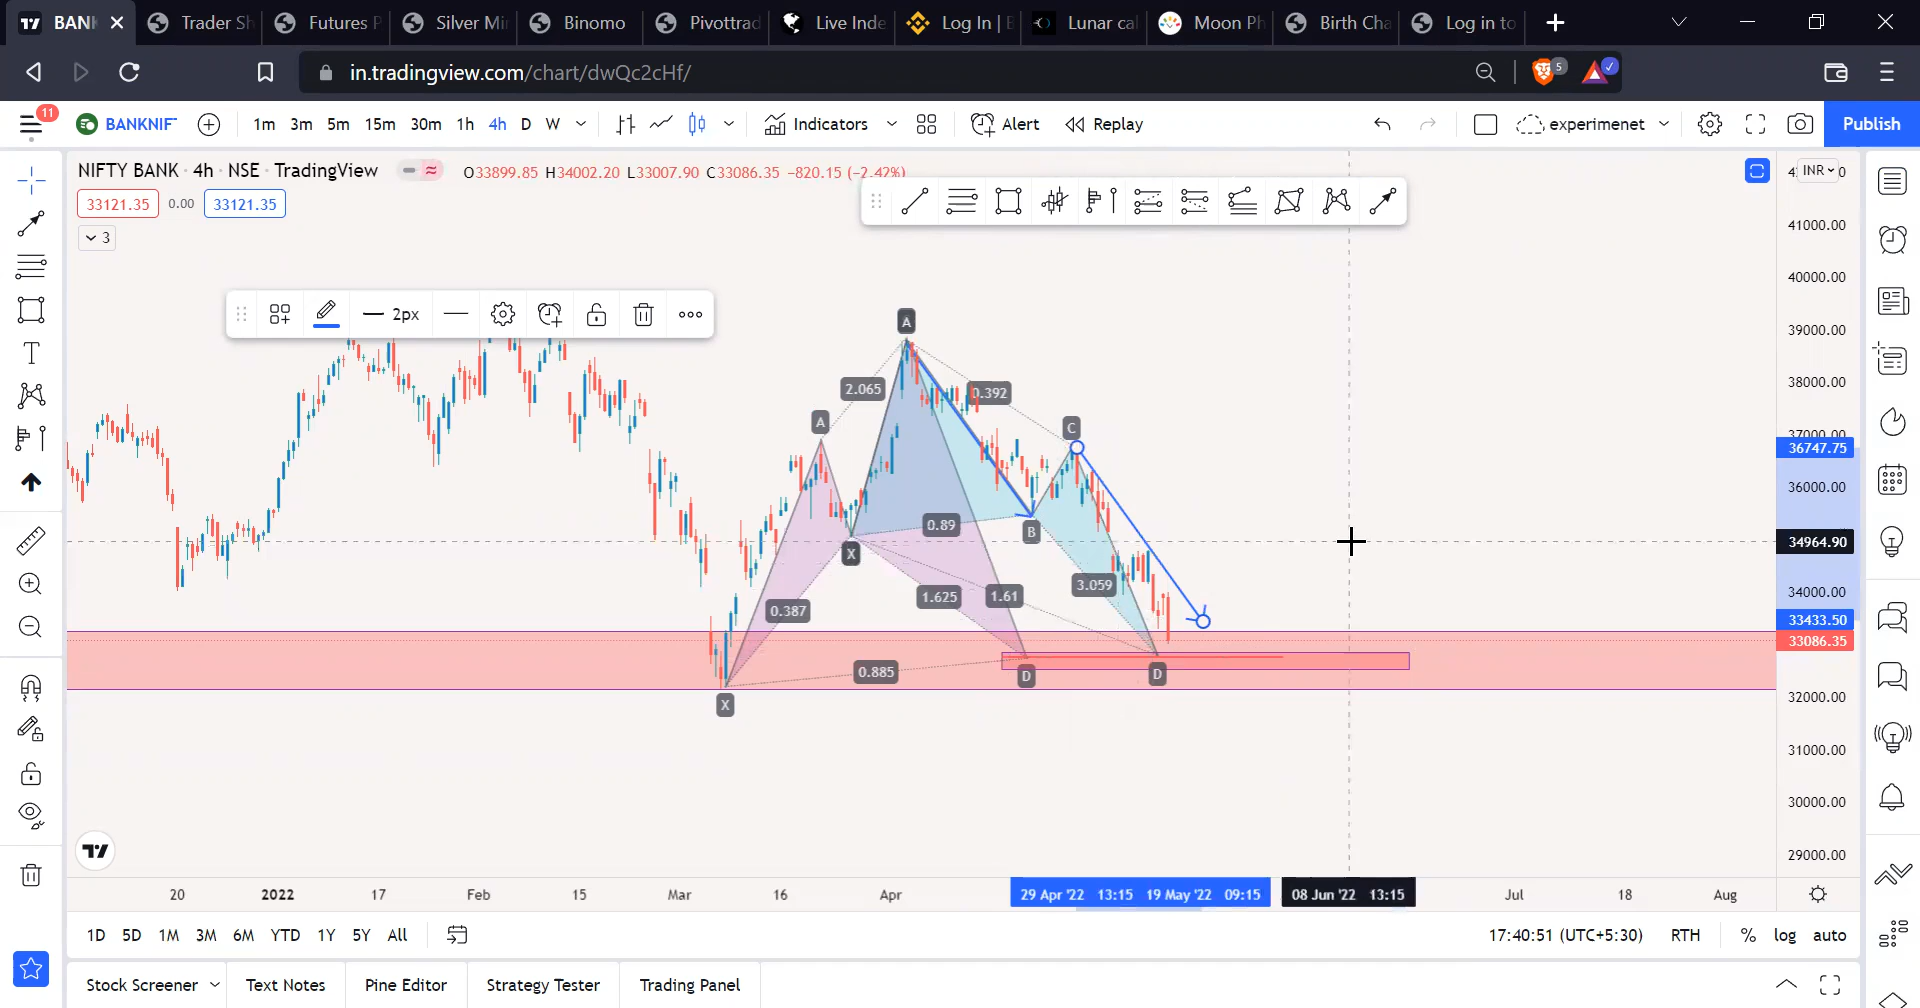 BANK
Trader Sh
Futures P
Silver Mi
Binomo
Pivottrad
Live Inde
Log In |
Lunar ca
Moon Ph
Birth Cha
Log in to
in.tradingview.com/chart/dwQc2cHf/
5
11
BANKNIF
1m 3m 5m 15m 30m 1h 4h D W
Indicators
Alert
Replay
experimenet
Publish
NIFTY BANK · 4h · NSE · TradingView
O33899.85 H34002.20 L33007.90 C33086.35 −820.15 (−2.42%)
INR
33121.35 0.00 33121.35
3
2px
41000.00
40000.00
39000.00
38000.00
37000.00
36747.75
36000.00
34964.90
34000.00
33433.50
33086.35
32000.00
31000.00
30000.00
29000.00
A
2.065
0.392
A
C
0.89
B
X
3.059
1.625
1.61
0.387
0.885
D
D
X
20 2022 17 Feb 15 Mar 16 Apr 29 Apr '22 13:15 19 May '22 09:15 08 Jun '22 13:15 Jul 18 Aug
1D 5D 1M 3M 6M YTD 1Y 5Y All
17:40:51 (UTC+5:30) RTH % log auto
Stock Screener Text Notes Pine Editor Strategy Tester Trading Panel